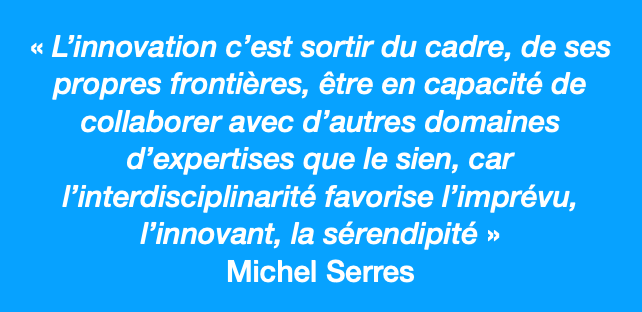 « L’innovation c’est sortir du cadre, de ses
propres frontières, être en capacité de
collaborer avec d’autres domaines
d’expertises que le sien, car
l’interdisciplinarité favorise l’imprévu,
l’innovant, la sérendipité »
Michel Serres